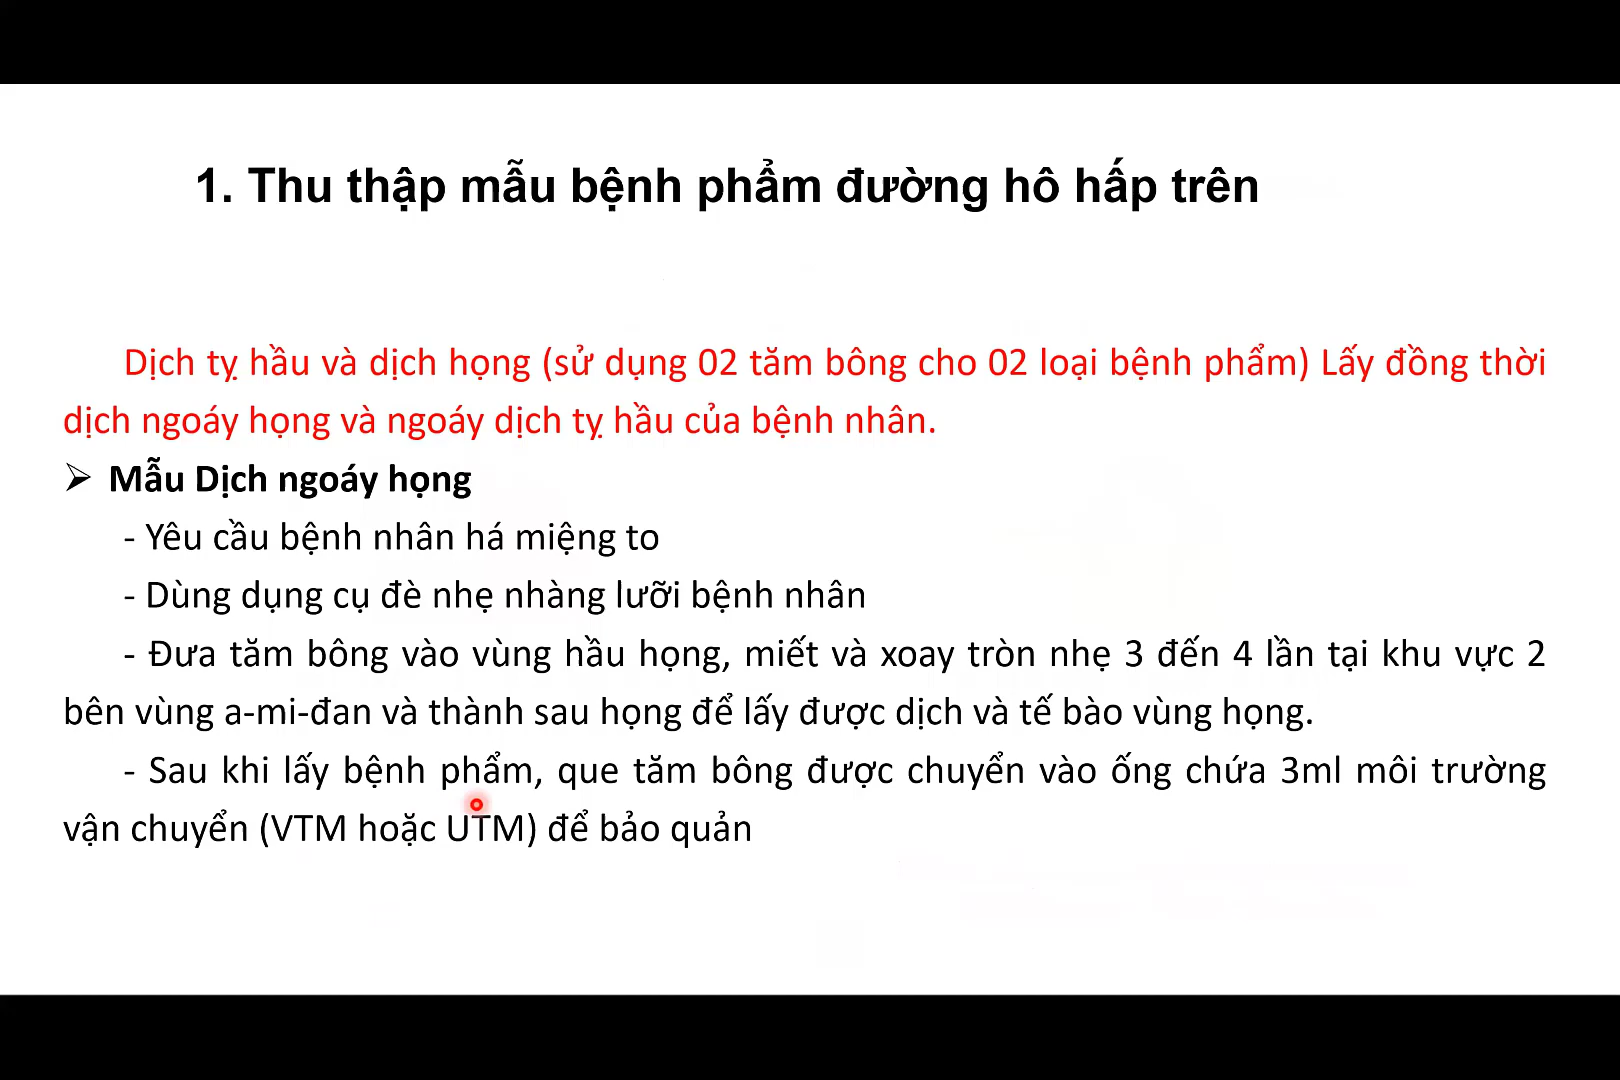 1. Thu thập mẫu bệnh phẩm đường hô hấp trên
Dịch tỵ hầu và dịch họng (sử dụng 02 tăm bông cho 02 loại bệnh phẩm) Lấy đồng thời
dịch ngoáy họng và ngoáy dịch tỵ hầu của bệnh nhân.
➢ Mẫu Dịch ngoáy họng
- Yêu cầu bệnh nhân há miệng to
- Dùng dụng cụ đè nhẹ nhàng lưỡi bệnh nhân
- Đưa tăm bông vào vùng hầu họng, miết và xoay tròn nhẹ 3 đến 4 lần tại khu vực 2
bên vùng a-mi-đan và thành sau họng để lấy được dịch và tế bào vùng họng.
- Sau khi lấy bệnh phẩm, que tăm bông được chuyển vào ống chứa 3ml môi trường
vận chuyển (VTM hoặc UTM) để bảo quản